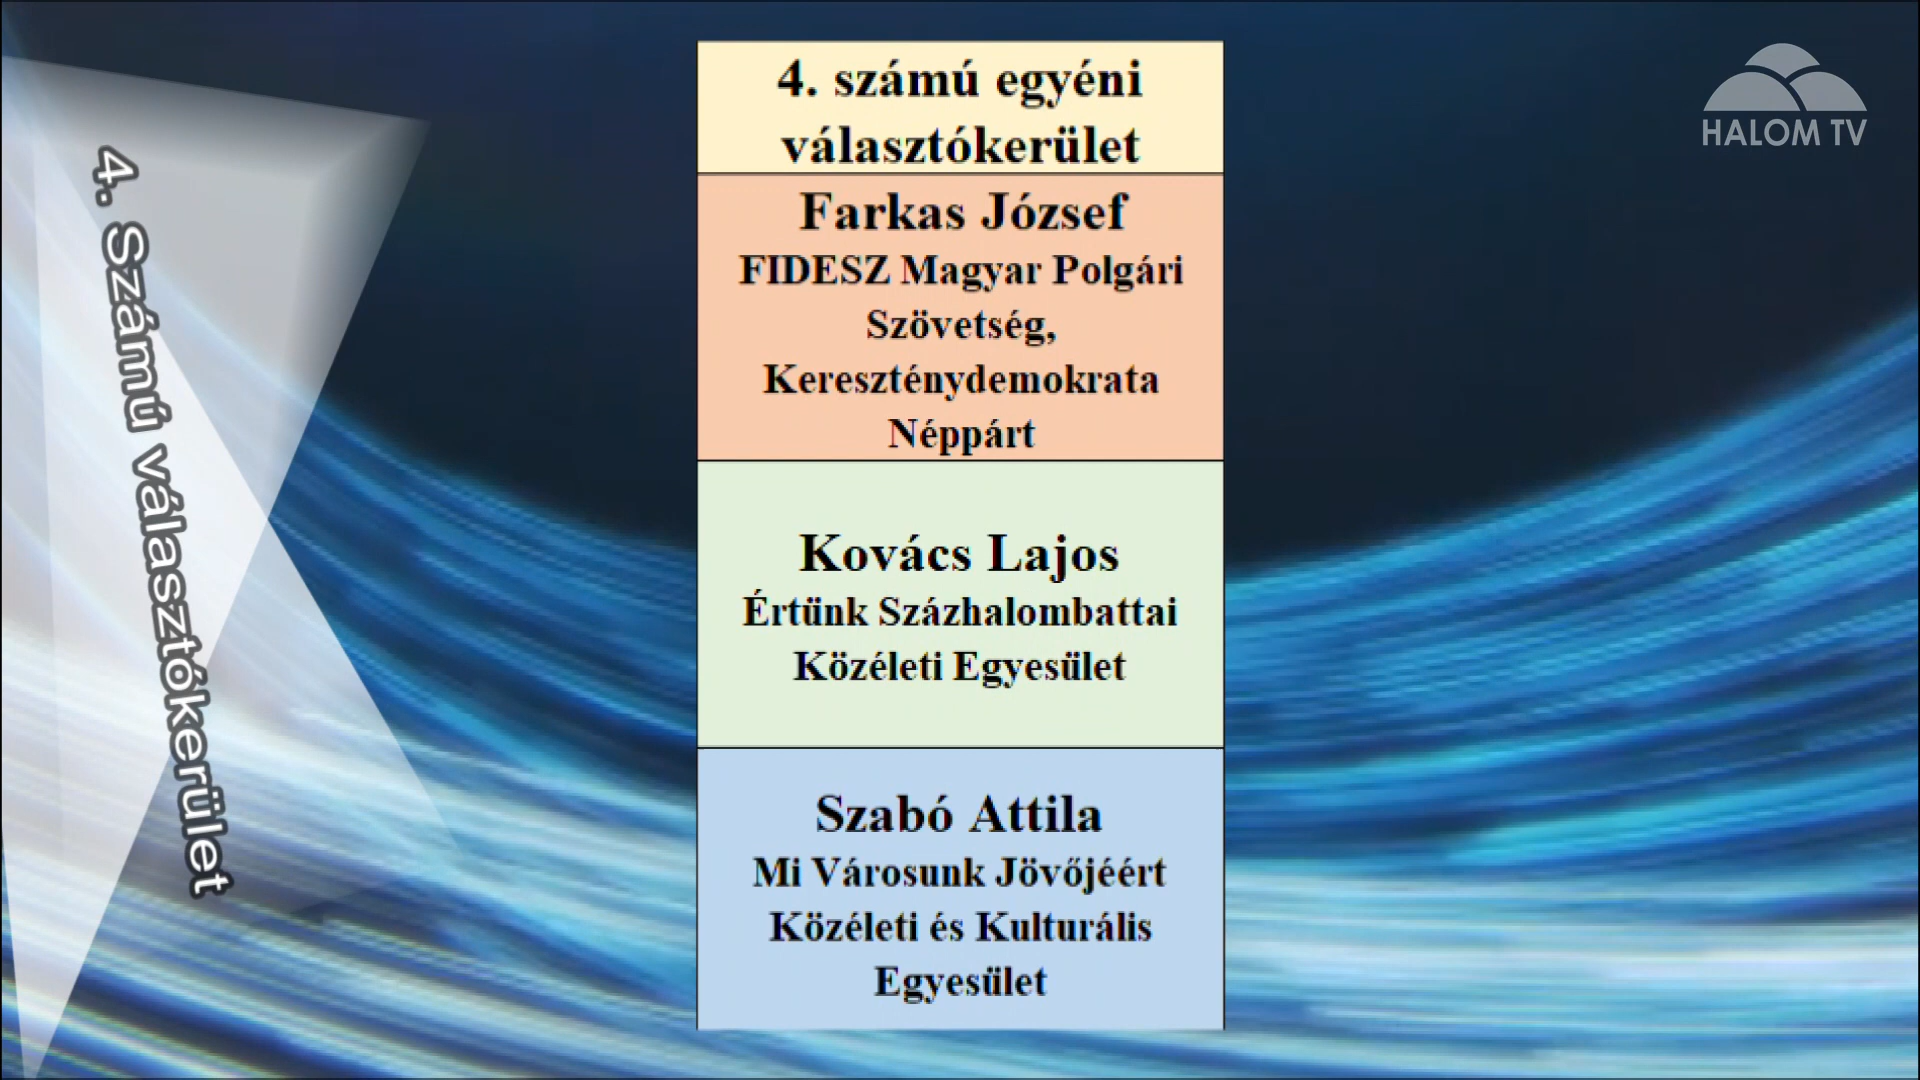 4. Számú választókerület
4. számú egyéni
választókerület
Farkas József
FIDESZ Magyar Polgári
Szövetség,
Kereszténydemokrata
Néppárt
Kovács Lajos
Értünk Százhalombattai
Közéleti Egyesület
Szabó Attila
Mi Városunk Jövőjéért
Közéleti és Kulturális
Egyesület
HALOM TV